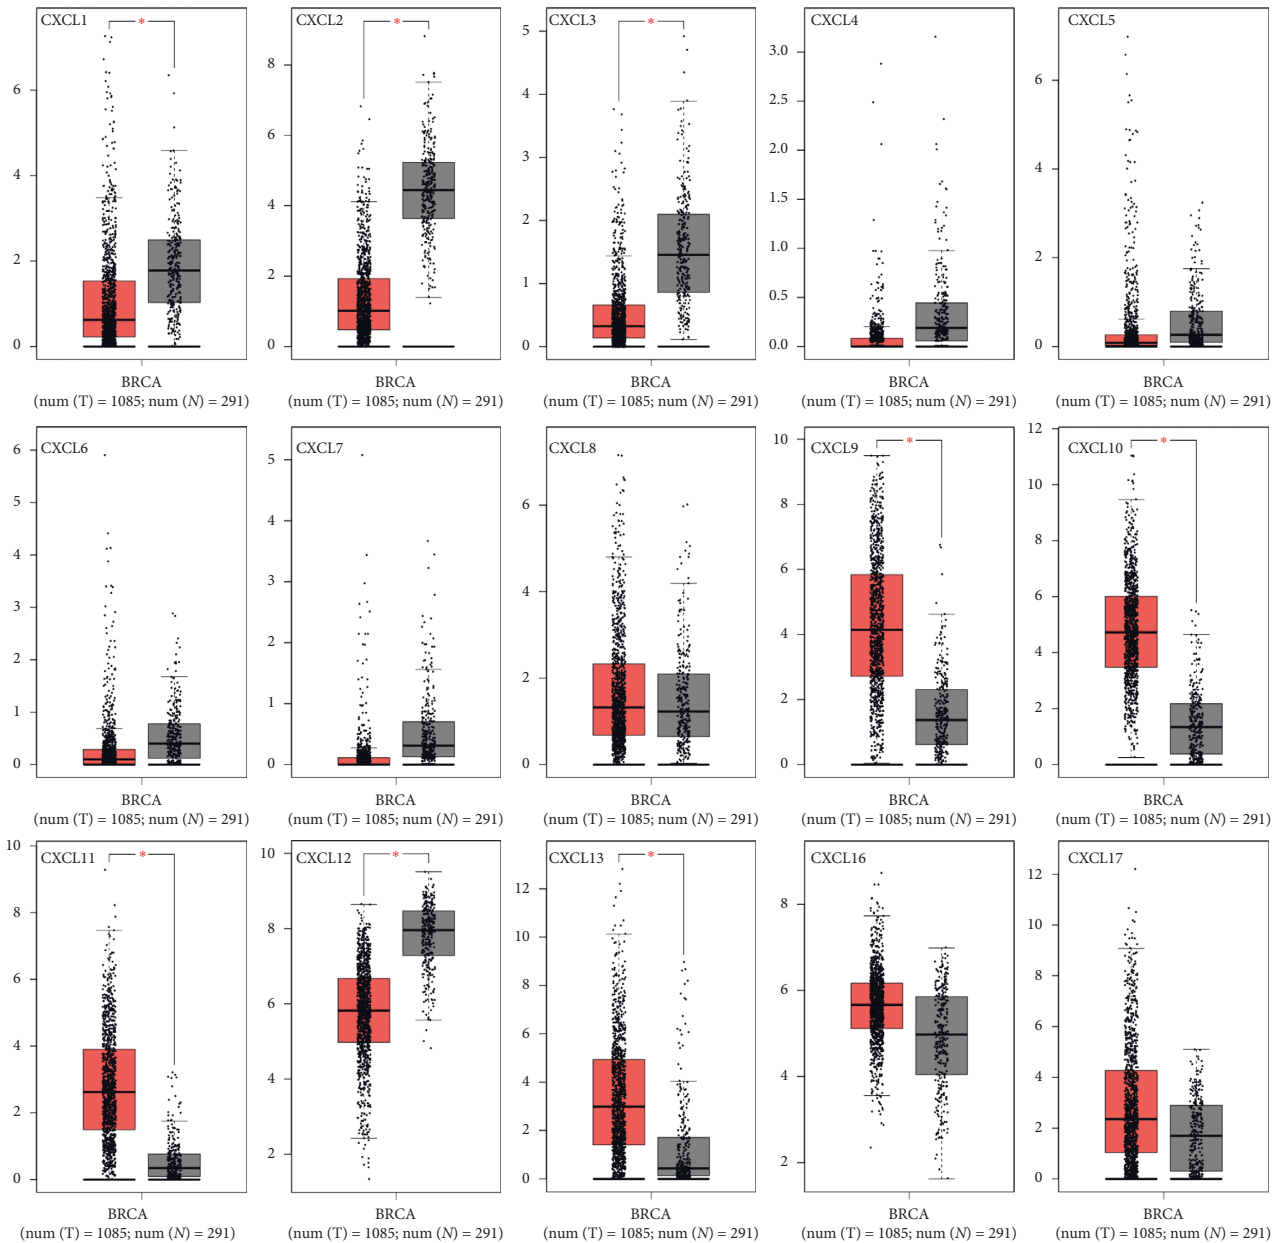 CXCL1 * CXCL2 * CXCL3 * CXCL4 CXCL5
6 4 2 0
8 6 4 2 0
5 4 3 2 1 0
3.0 2.5 2.0 1.5 1.0 0.5 0.0
6 4 2 0
BRCA BRCA BRCA BRCA BRCA
(num (T) = 1085; num (N) = 291) (num (T) = 1085; num (N) = 291) (num (T) = 1085; num (N) = 291) (num (T) = 1085; num (N) = 291) (num (T) = 1085; num (N) = 291)
CXCL6 CXCL7 CXCL8 CXCL9 * CXCL10 *
6 5 4 3 2 1 0
5 4 3 2 1 0
6 4 2 0
10 8 6 4 2 0
12 10 8 6 4 2 0
BRCA BRCA BRCA BRCA BRCA
(num (T) = 1085; num (N) = 291) (num (T) = 1085; num (N) = 291) (num (T) = 1085; num (N) = 291) (num (T) = 1085; num (N) = 291) (num (T) = 1085; num (N) = 291)
CXCL11 * CXCL12 * CXCL13 * CXCL16 CXCL17
10 8 6 4 2 0
10 8 6 4 2
12 10 8 6 4 2 0
8 6 4 2
12 10 8 6 4 2 0
BRCA BRCA BRCA BRCA BRCA
(num (T) = 1085; num (N) = 291) (num (T) = 1085; num (N) = 291) (num (T) = 1085; num (N) = 291) (num (T) = 1085; num (N) = 291) (num (T) = 1085; num (N) = 291)